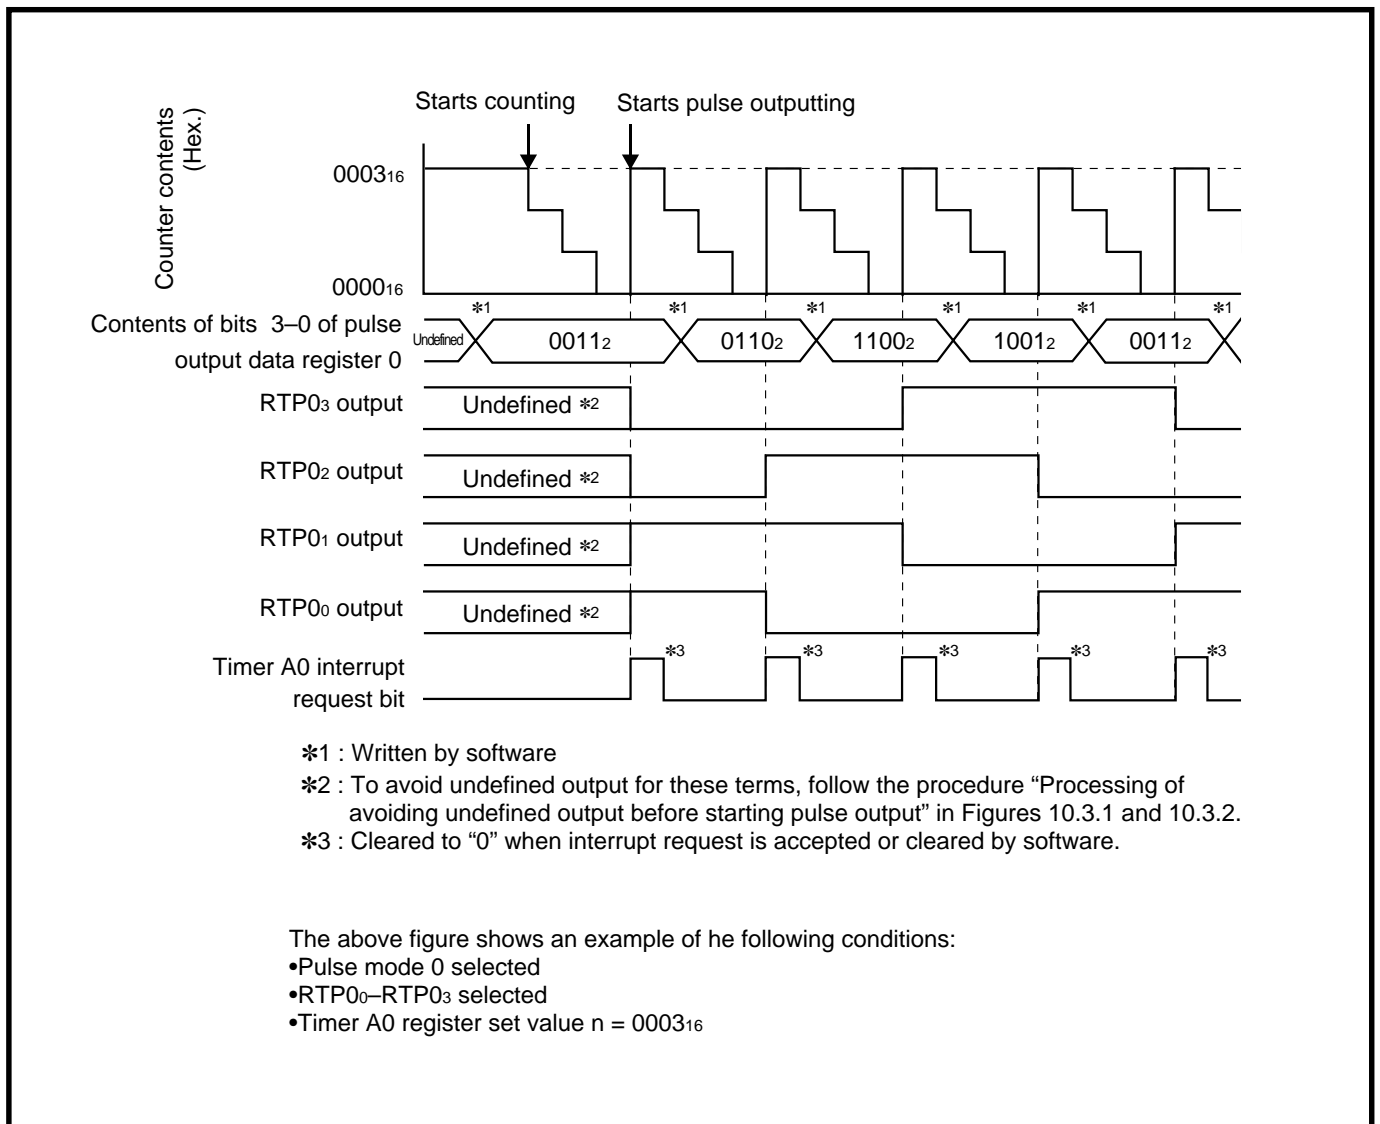 Starts counting Starts pulse outputting
Counter contents
(Hex.)
000316
000016
✽1 ✽1 ✽1 ✽1 ✽1 ✽1
Contents of bits 3–0 of pulse
output data register 0
Undefined 00112 01102 11002 10012 00112
RTP03 output Undefined ✽2
RTP02 output Undefined ✽2
RTP01 output Undefined ✽2
RTP00 output Undefined ✽2
Timer A0 interrupt
request bit
✽3 ✽3 ✽3 ✽3 ✽3
✽1 : Written by software
✽2 : To avoid undefined output for these terms, follow the procedure “Processing of
avoiding undefined output before starting pulse output” in Figures 10.3.1 and 10.3.2.
✽3 : Cleared to “0” when interrupt request is accepted or cleared by software.
The above figure shows an example of he following conditions:
•Pulse mode 0 selected
•RTP00–RTP03 selected
•Timer A0 register set value n = 000316